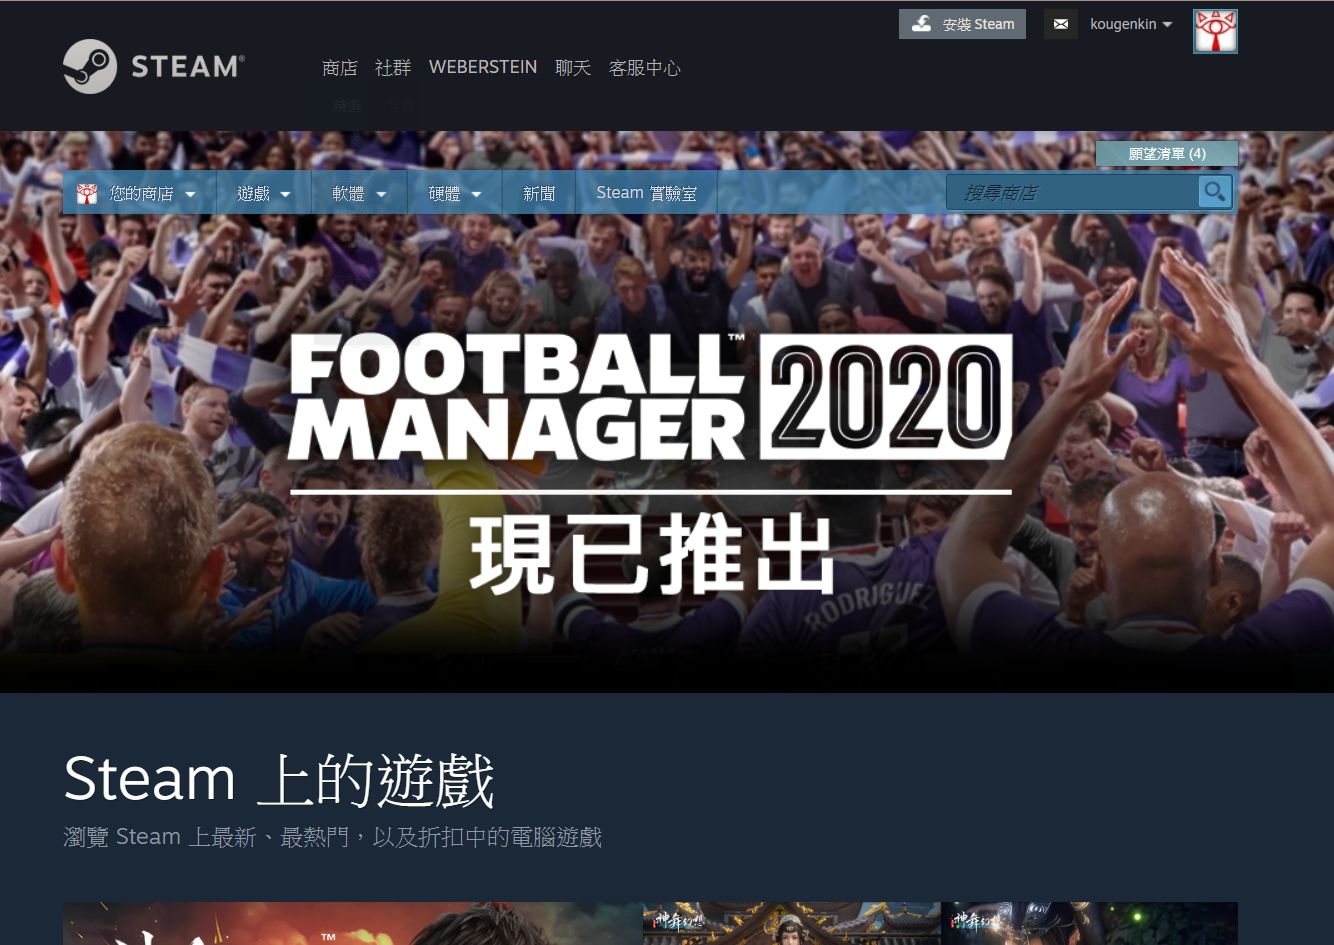 安裝 Steam
kougenkin
STEAM®
商店 社群 WEBERSTEIN 聊天 客服中心
精選
願望清單 (4)
您的商店 遊戲 軟體 硬體 新聞 Steam 實驗室
搜尋商店
FOOTBALL™
MANAGER 2020
現已推出
RODRIGUEZ
Steam 上的遊戲
瀏覽 Steam 上最新、最熱門，以及折扣中的電腦遊戲
神舞幻想
神舞幻想
™